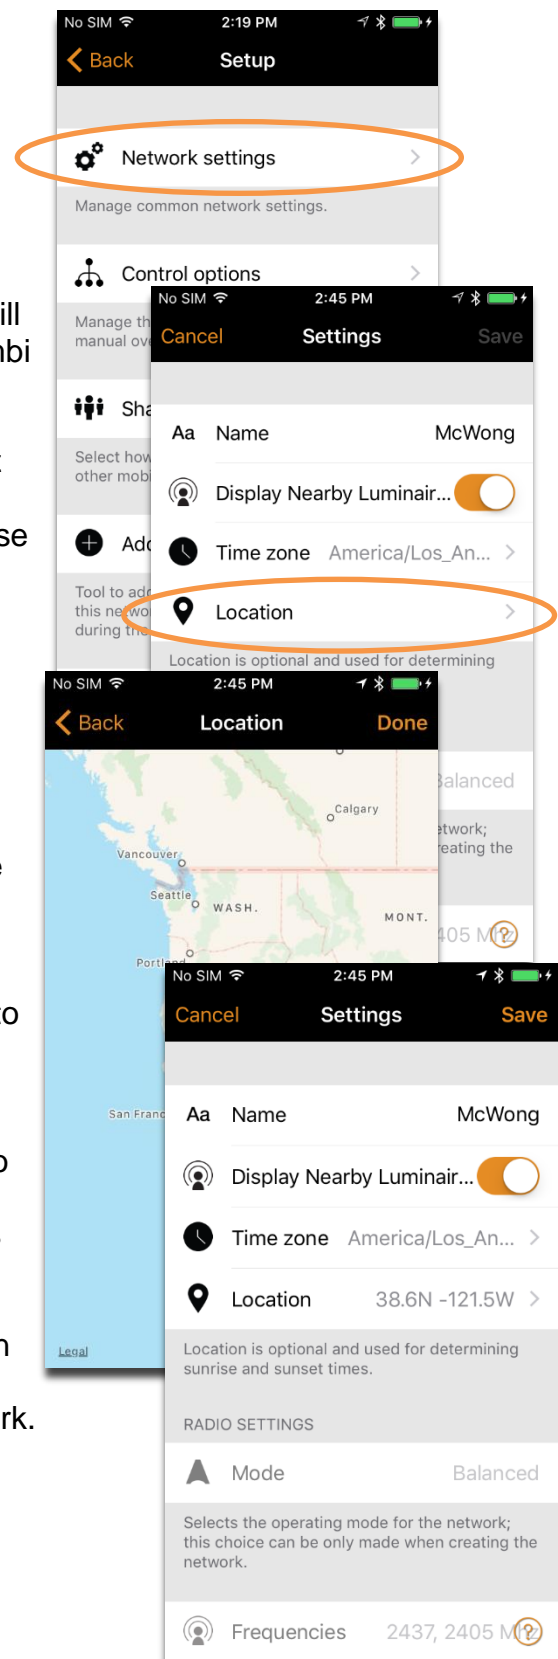 No SIM 2:19 PM
Back Setup
Network settings
Manage common network settings.
Control options
Manage th
manual ove
Sha
Select how
other mobi
Add
Tool to add
this netwo
during the
ill
nbi
t
se
e
to
o
n
rk.
No SIM 2:45 PM
Cancel Settings Save
Aa Name McWong
Display Nearby Luminair...
Time zone America/Los_An...
Location
Location is optional and used for determining
Balanced
etwork;
reating the
2405 Mhz
No SIM 2:45 PM
Back Location Done
Calgary
Vancouver
Seattle
WASH.
MONT.
Portland
San Franc
Legal
No SIM 2:45 PM
Cancel Settings Save
Aa Name McWong
Display Nearby Luminair...
Time zone America/Los_An...
Location 38.6N -121.5W
Location is optional and used for determining
sunrise and sunset times.
RADIO SETTINGS
Mode Balanced
Selects the operating mode for the network;
this choice can be only made when creating the
network.
Frequencies 2437, 2405 Mhz